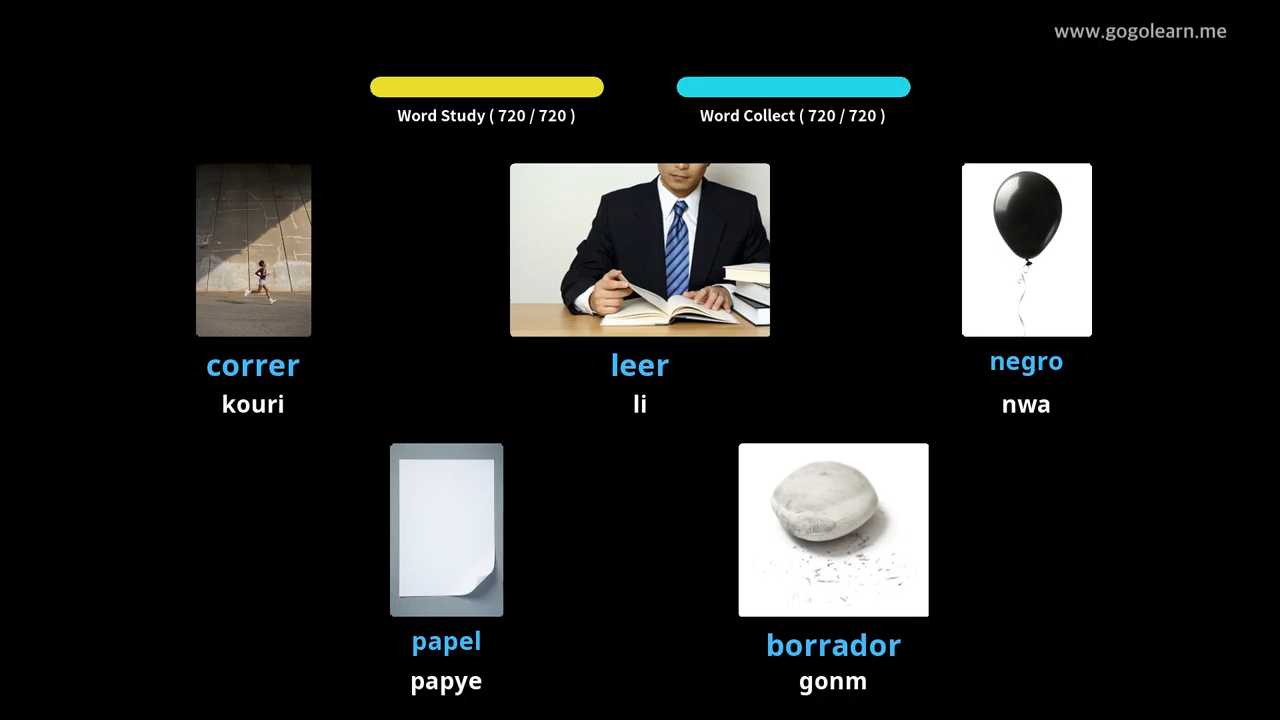 www.gogolearn.me
Word Study ( 720 / 720 )
Word Collect ( 720 / 720 )
correr
kouri
leer
li
negro
nwa
papel
papye
borrador
gonm